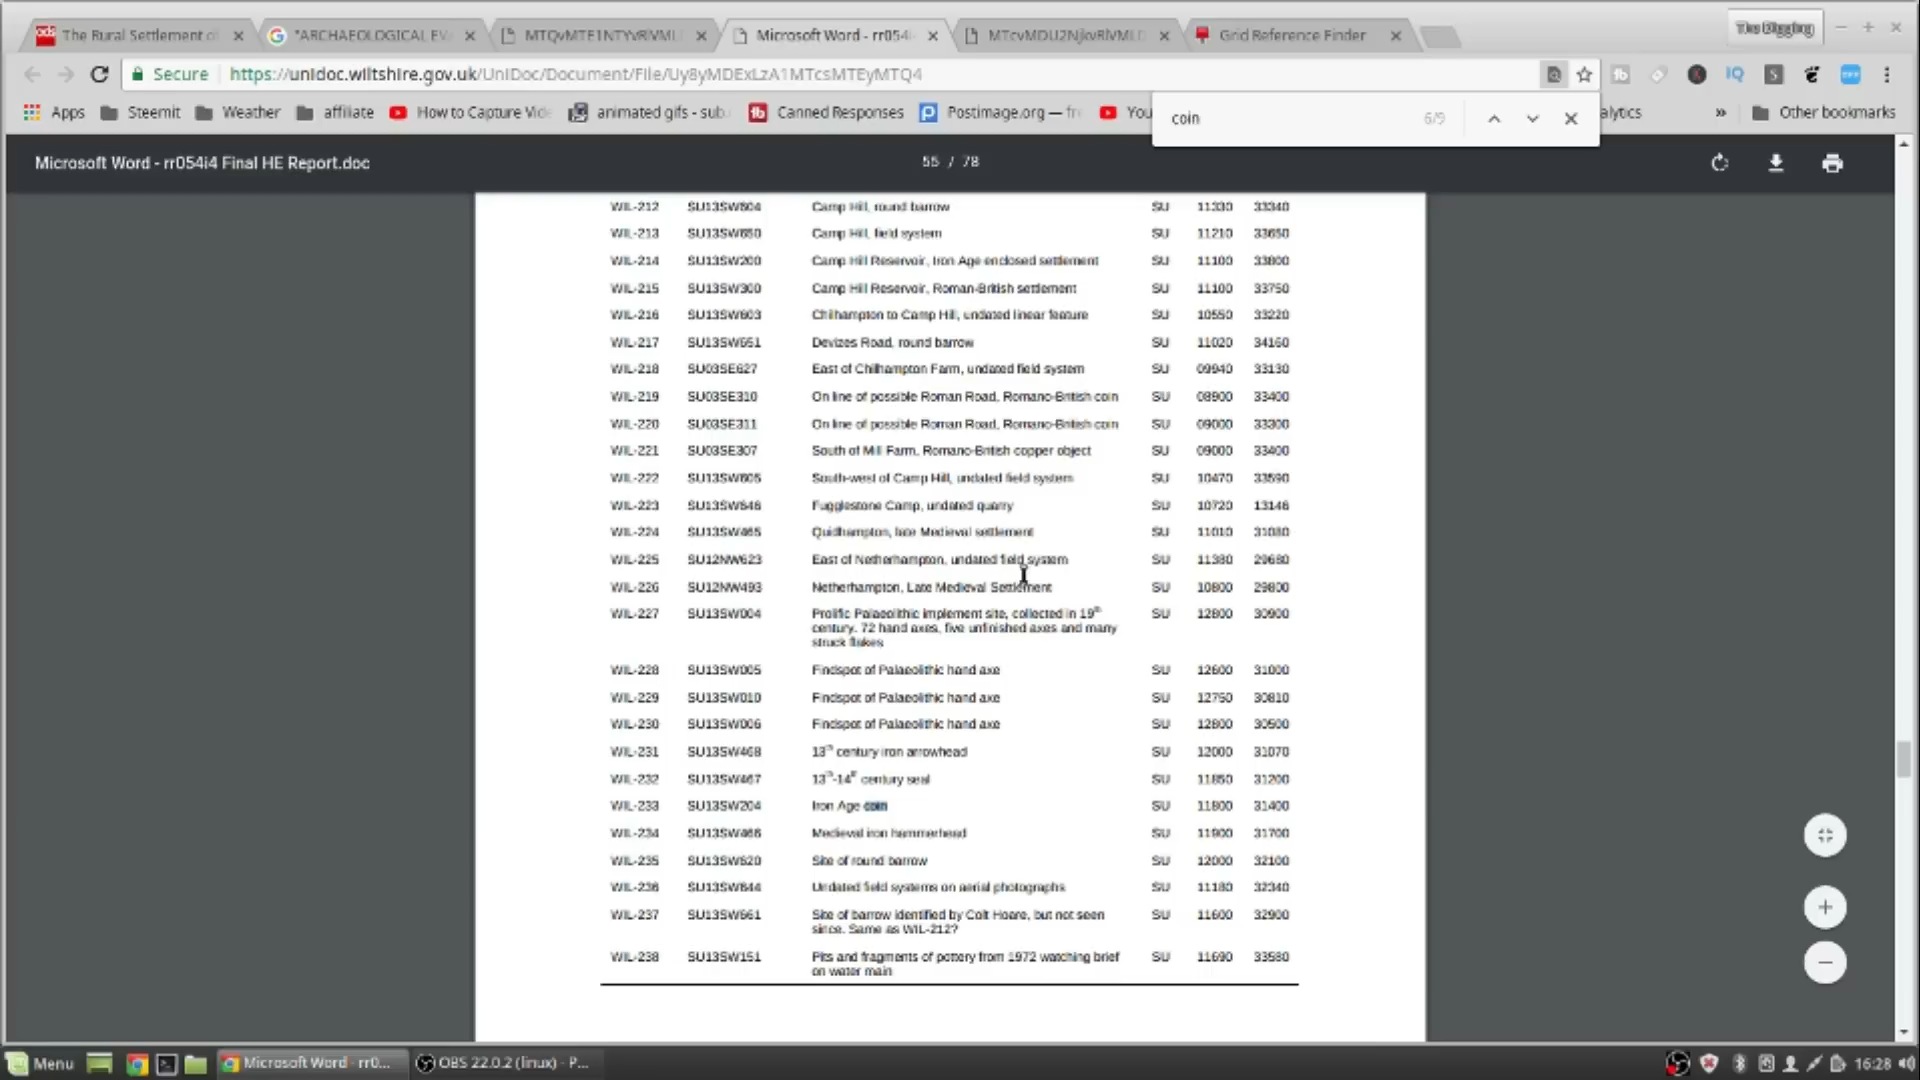 The Rural Settlement of
"ARCHAEOLOGICAL EV
MTQvMTE1NTYvRlVML
Microsoft Word - rr054i
MTcvMDU2NjkvRlVMLD
Grid Reference Finder
The Digging
Secure https://unidoc.wiltshire.gov.uk/UniDoc/Document/File/Uy8yMDExLzA1MTcsMTEyMTQ4
Apps Steemit Weather affiliate How to Capture Vid animated gifs - sub Canned Responses Postimage.org — fr You alytics » Other bookmarks
coin 6/9
Microsoft Word - rr054i4 Final HE Report.doc 55 / 78
WIL-212 SU13SW604 Camp Hill, round barrow SU 11330 33340
WIL-213 SU13SW650 Camp Hill, field system SU 11210 33650
WIL-214 SU13SW200 Camp Hill Reservoir, Iron Age enclosed settlement SU 11100 33800
WIL-215 SU13SW300 Camp Hill Reservoir, Roman-British settlement SU 11100 33750
WIL-216 SU13SW603 Chilhampton to Camp Hill, undated linear feature SU 10550 33220
WIL-217 SU13SW651 Devizes Road, round barrow SU 11020 34160
WIL-218 SU03SE627 East of Chilhampton Farm, undated field system SU 09940 33130
WIL-219 SU03SE310 On line of possible Roman Road, Romano-British coin SU 08900 33400
WIL-220 SU03SE311 On line of possible Roman Road, Romano-British coin SU 09000 33300
WIL-221 SU03SE307 South of Mill Farm, Romano-British copper object SU 09000 33400
WIL-222 SU13SW605 South-west of Camp Hill, undated field system SU 10470 33590
WIL-223 SU13SW646 Fugglestone Camp, undated quarry SU 10720 13146
WIL-224 SU13SW465 Quidhampton, late Medieval settlement SU 11010 31080
WIL-225 SU12NW623 East of Netherhampton, undated field system SU 11380 29680
WIL-226 SU12NW493 Netherhampton, Late Medieval Settlement SU 10800 29800
WIL-227 SU13SW004 Prolific Palaeolithic implement site, collected in 19th SU 12800 30900
century. 72 hand axes, five unfinished axes and many
struck flakes
WIL-228 SU13SW005 Findspot of Palaeolithic hand axe SU 12600 31000
WIL-229 SU13SW010 Findspot of Palaeolithic hand axe SU 12750 30810
WIL-230 SU13SW006 Findspot of Palaeolithic hand axe SU 12800 30500
WIL-231 SU13SW468 13th century iron arrowhead SU 12000 31070
WIL-232 SU13SW467 13th-14th century seal SU 11850 31200
WIL-233 SU13SW204 Iron Age coin SU 11800 31400
WIL-234 SU13SW466 Medieval iron hammerhead SU 11900 31700
WIL-235 SU13SW620 Site of round barrow SU 12000 32100
WIL-236 SU13SW644 Undated field systems on aerial photographs SU 11180 32340
WIL-237 SU13SW661 Site of barrow identified by Colt Hoare, but not seen SU 11600 32900
since. Same as WIL-212?
WIL-238 SU13SW151 Pits and fragments of pottery from 1972 watching brief SU 11690 33580
on water main
Menu Microsoft Word - rr0... OBS 22.0.2 (linux) - P... 16:28